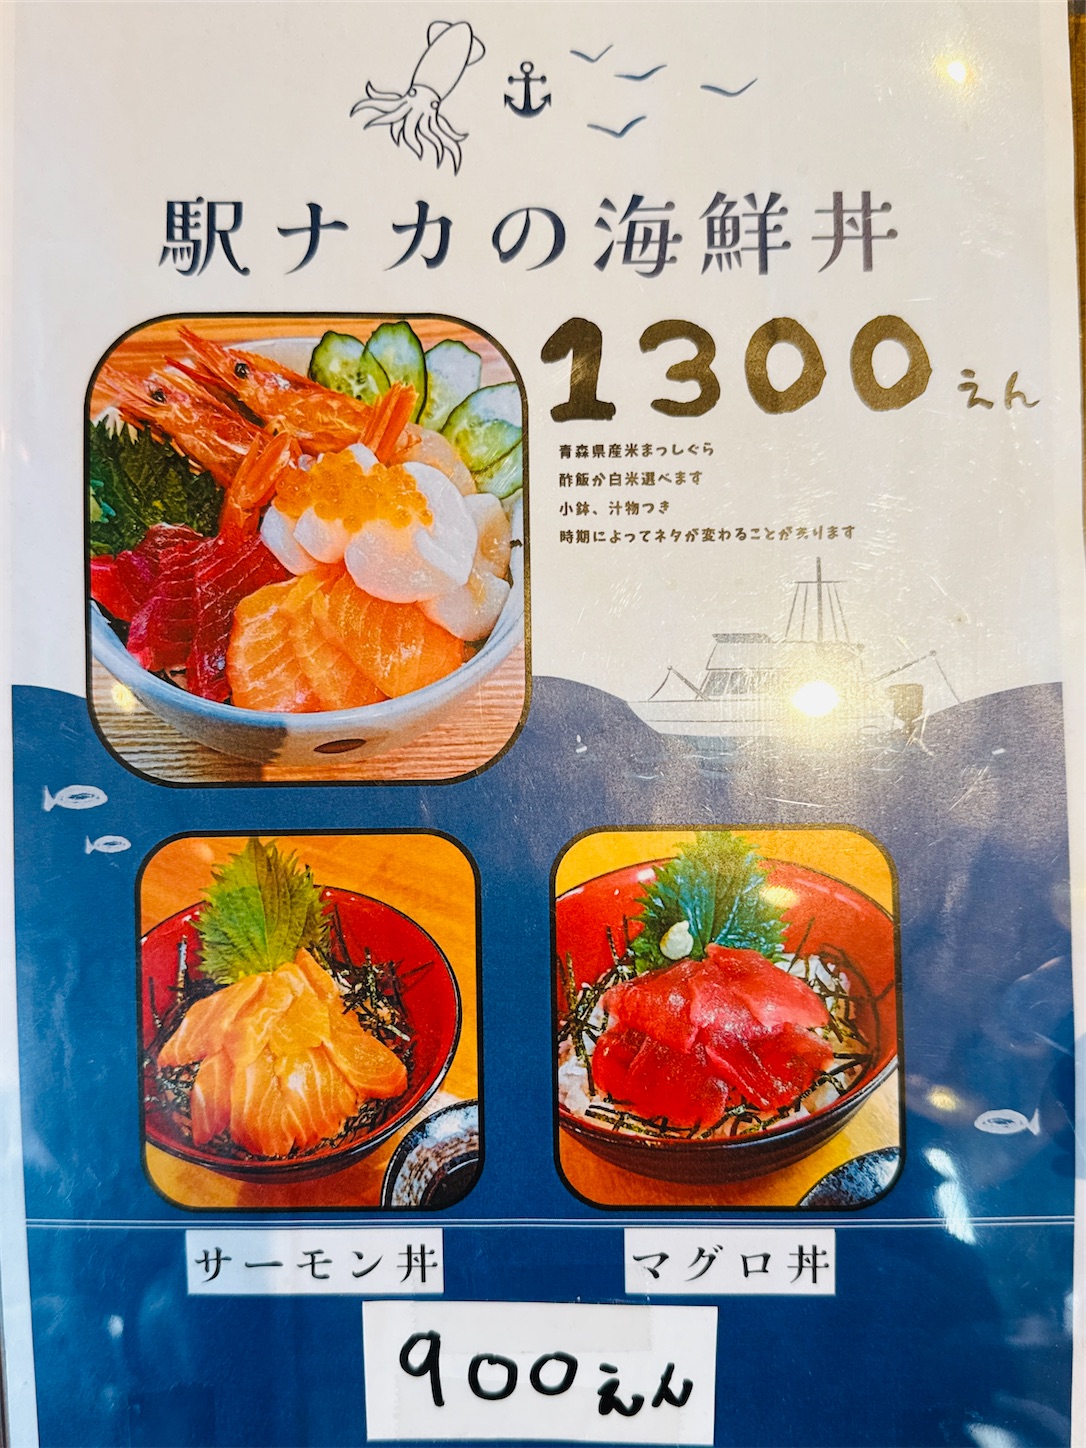 駅ナカの海鮮丼
1300えん
青森県産米まっしぐら
酢飯か白米選べます
小鉢、汁物つき
時期によってネタが変わることがあります
サーモン丼
マグロ丼
900えん